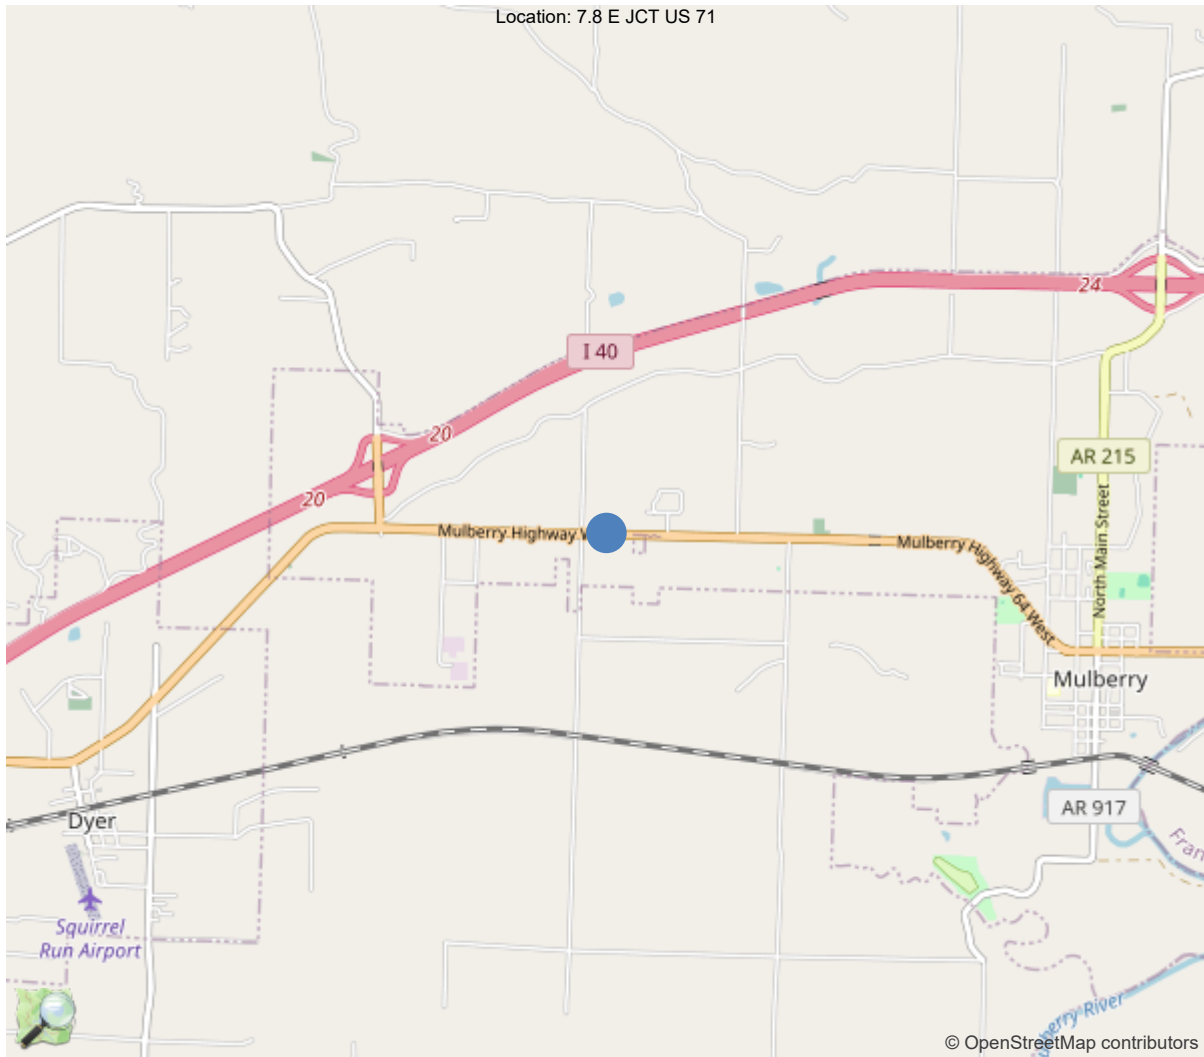 Location: 7.8 E JCT US 71
24
I 40
20
AR 215
20
Mulberry Highway
Mulberry Highway 64 West
North Main Street
Mulberry
AR 917
Dyer
Squirrel
Run Airport
River
© OpenStreetMap contributors